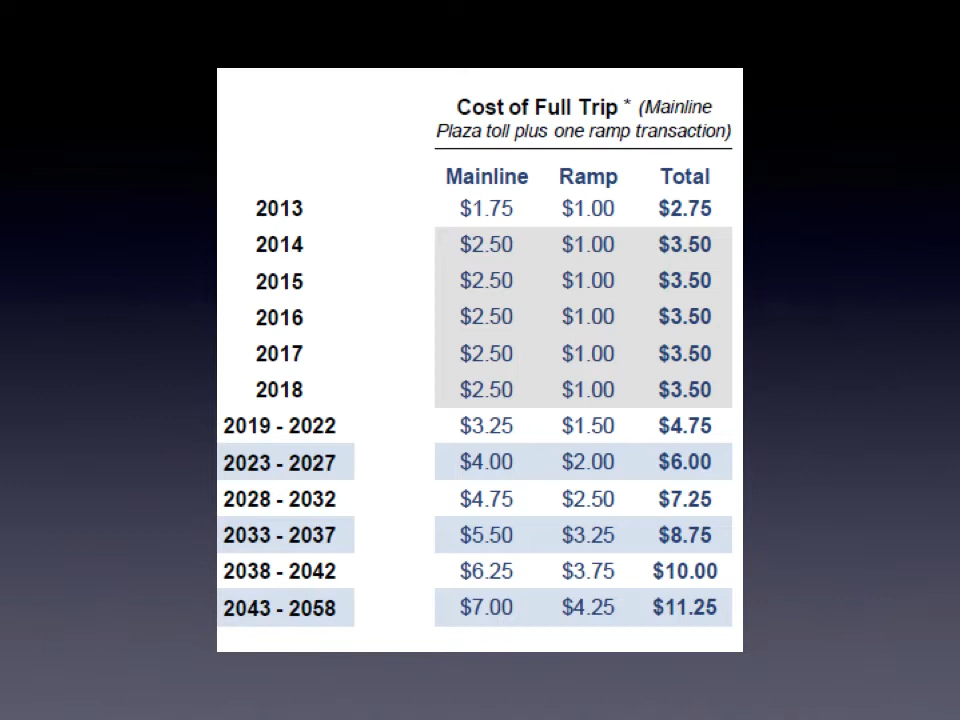 Cost of Full Trip * (Mainline
Plaza toll plus one ramp transaction)
Mainline Ramp Total
2013 $1.75 $1.00 $2.75
2014 $2.50 $1.00 $3.50
2015 $2.50 $1.00 $3.50
2016 $2.50 $1.00 $3.50
2017 $2.50 $1.00 $3.50
2018 $2.50 $1.00 $3.50
2019 - 2022 $3.25 $1.50 $4.75
2023 - 2027 $4.00 $2.00 $6.00
2028 - 2032 $4.75 $2.50 $7.25
2033 - 2037 $5.50 $3.25 $8.75
2038 - 2042 $6.25 $3.75 $10.00
2043 - 2058 $7.00 $4.25 $11.25